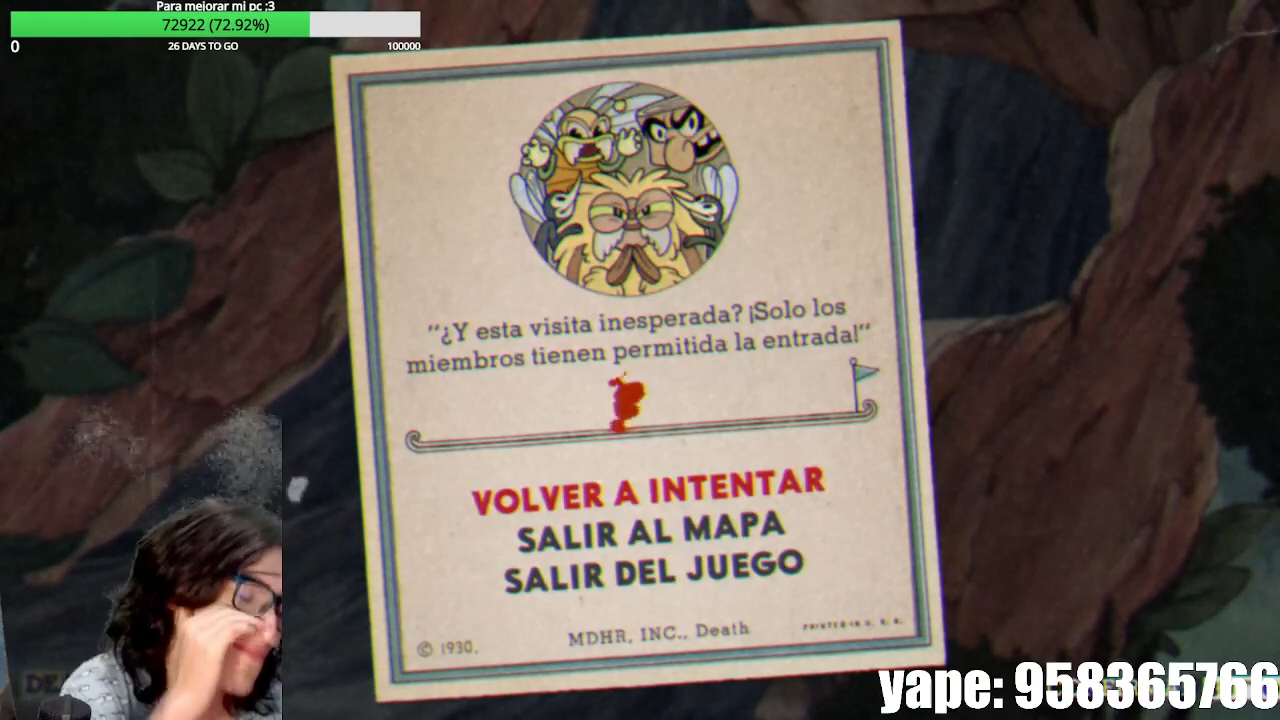 Para mejorar mi pc ;3
72922 (72.92%)
0
26 DAYS TO GO
100000
"¿Y esta visita inesperada? ¡Solo los
miembros tienen permitida la entrada!"
VOLVER A INTENTAR
SALIR AL MAPA
SALIR DEL JUEGO
© 1930.
MDHR, INC., Death
PRINTED IN U. S. A.
yape: 958365766